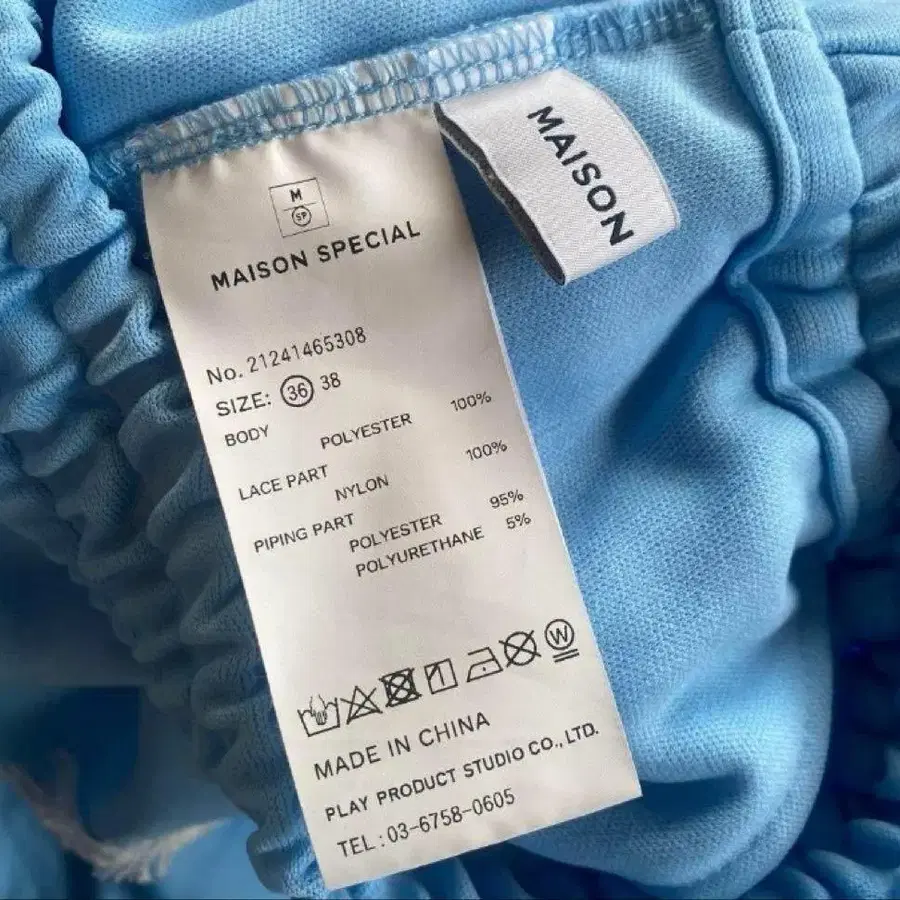 M
SP
MAISON SPECIAL
MAISON
No. 21241465308
SIZE: 36 38
BODY
POLYESTER 100%
LACE PART
NYLON 100%
PIPING PART
POLYESTER 95%
POLYURETHANE 5%
W
MADE IN CHINA
PLAY PRODUCT STUDIO CO., LTD.
TEL : 03-6758-0605